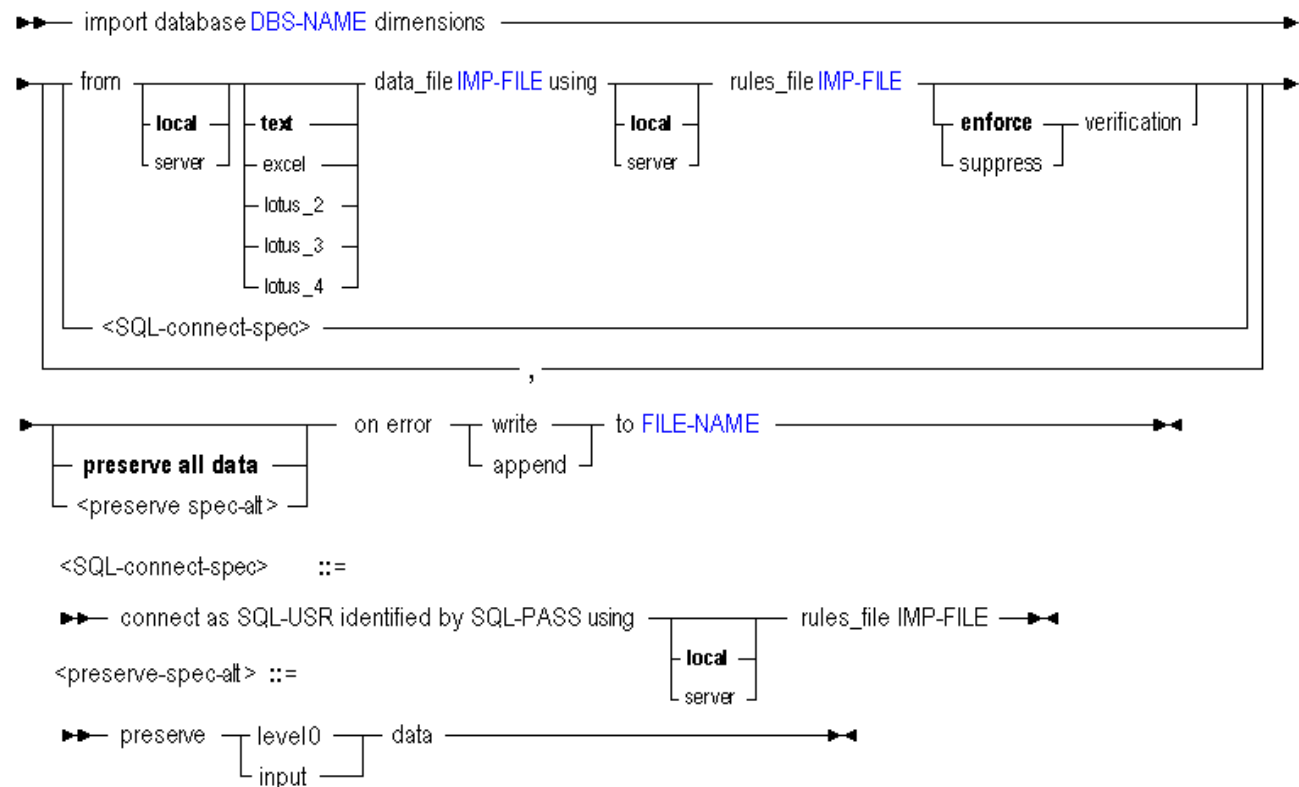 import database DBS-NAME dimensions
from local server text excel lotus_2 lotus_3 lotus_4 data_file IMP-FILE using local server rules_file IMP-FILE enforce suppress verification
<SQL-connect-spec>
,
preserve all data <preserve spec-alt> on error write append to FILE-NAME
<SQL-connect-spec> ::=
connect as SQL-USR identified by SQL-PASS using local server rules_file IMP-FILE
<preserve-spec-alt> ::=
preserve level0 input data